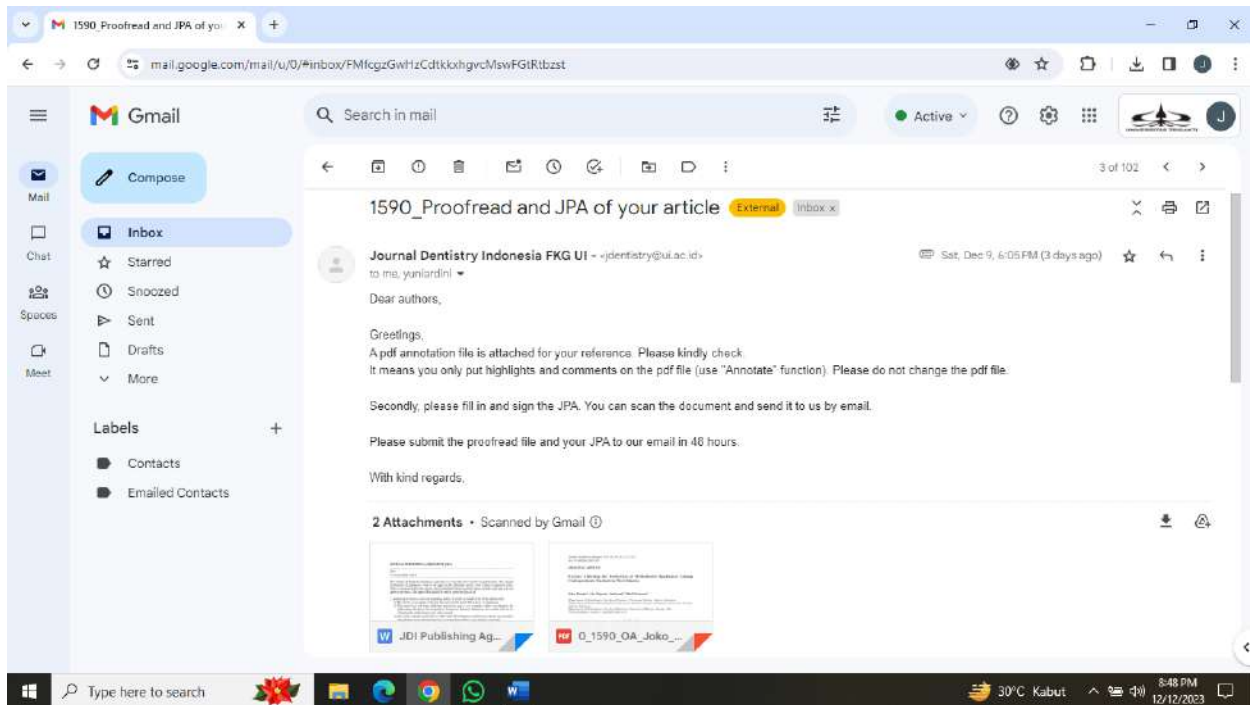 1590_Proofread and JPA of you
mail.google.com/mail/u/0/#inbox/FMfcgzGwHzCdtkkxhgvcMswFGtRtbzst
Gmail
Search in mail
Active
J
Mail
Compose
3 of 102
1590_Proofread and JPA of your article External Inbox x
Chat
Inbox
Journal Dentistry Indonesia FKG UI - <jdentistry@ui.ac.id>
Sat, Dec 9, 6:05 PM (3 days ago)
to me, yuniardini
Starred
Dear authors,
Spaces
Snoozed
Sent
Greetings,
Meet
Drafts
A pdf annotation file is attached for your reference. Please kindly check.
More
It means you only put highlights and comments on the pdf file (use "Annotate" function). Please do not change the pdf file.
Secondly, please fill in and sign the JPA. You can scan the document and send it to us by email.
Labels
Please submit the proofread file and your JPA to our email in 48 hours.
Contacts
With kind regards,
Emailed Contacts
2 Attachments • Scanned by Gmail
W JDI Publishing Ag...
PDF 0_1590_OA_Joko_...
Type here to search
30°C Kabut
8:48 PM
12/12/2023